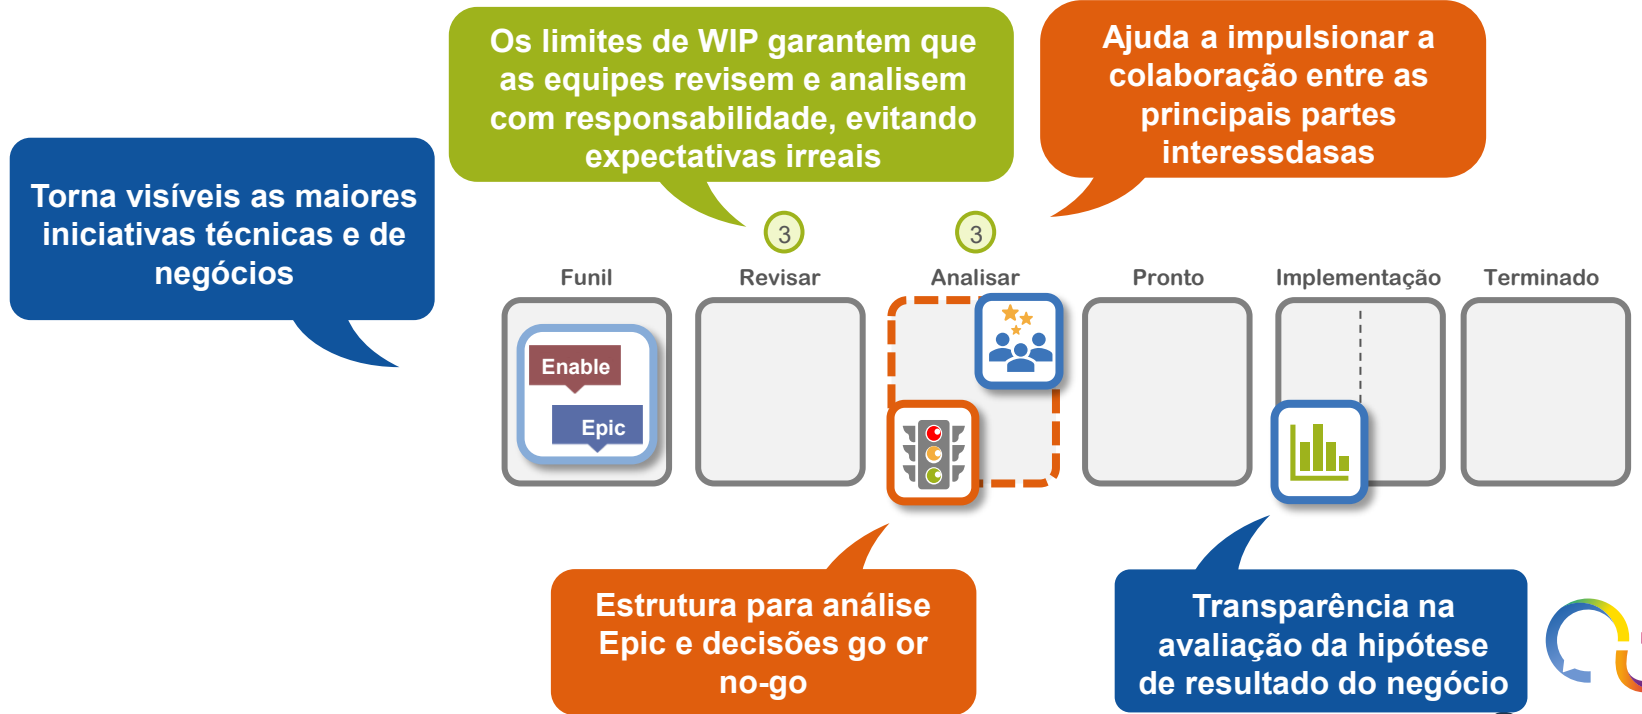 Os limites de WIP garantem que
as equipes revisem e analisem
com responsabilidade, evitando
expectativas irreais
Ajuda a impulsionar a
colaboração entre as
principais partes
interessdasas
Torna visíveis as maiores
iniciativas técnicas e de
negócios
3
3
Funil
Revisar
Analisar
Pronto
Implementação
Terminado
Enable
Epic
Estrutura para análise
Epic e decisões go or
no-go
Transparência na
avaliação da hipótese
de resultado do negócio